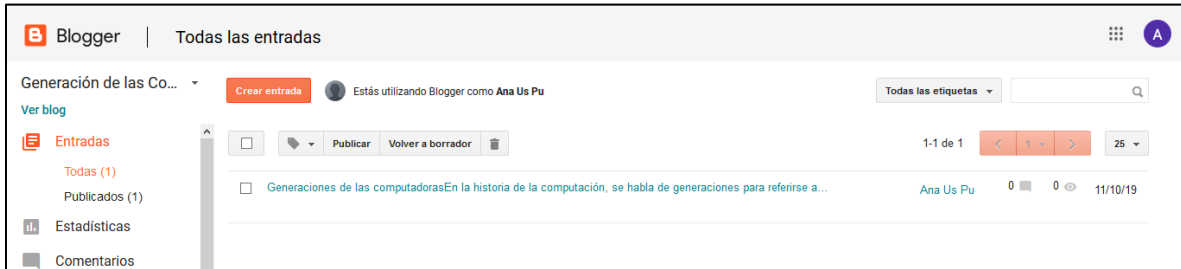 Blogger | Todas las entradas
A
Generación de las Co...
Ver blog
Crear entrada Estás utilizando Blogger como Ana Us Pu Todas las etiquetas
Entradas
Todas (1)
Publicados (1)
Estadísticas
Comentarios
Publicar Volver a borrador 1-1 de 1 1 25
Generaciones de las computadorasEn la historia de la computación, se habla de generaciones para referirse a... Ana Us Pu 0 0 11/10/19